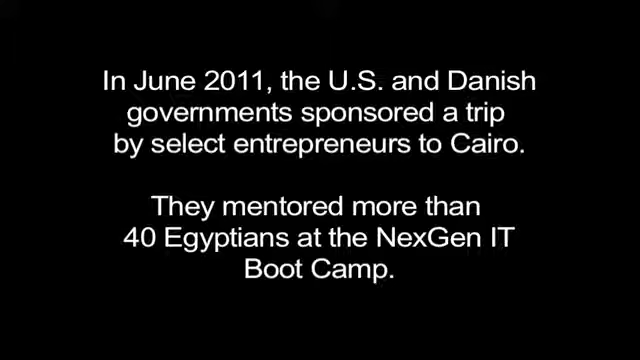 In June 2011, the U.S. and Danish
governments sponsored a trip
by select entrepreneurs to Cairo.
They mentored more than
40 Egyptians at the NexGen IT
Boot Camp.